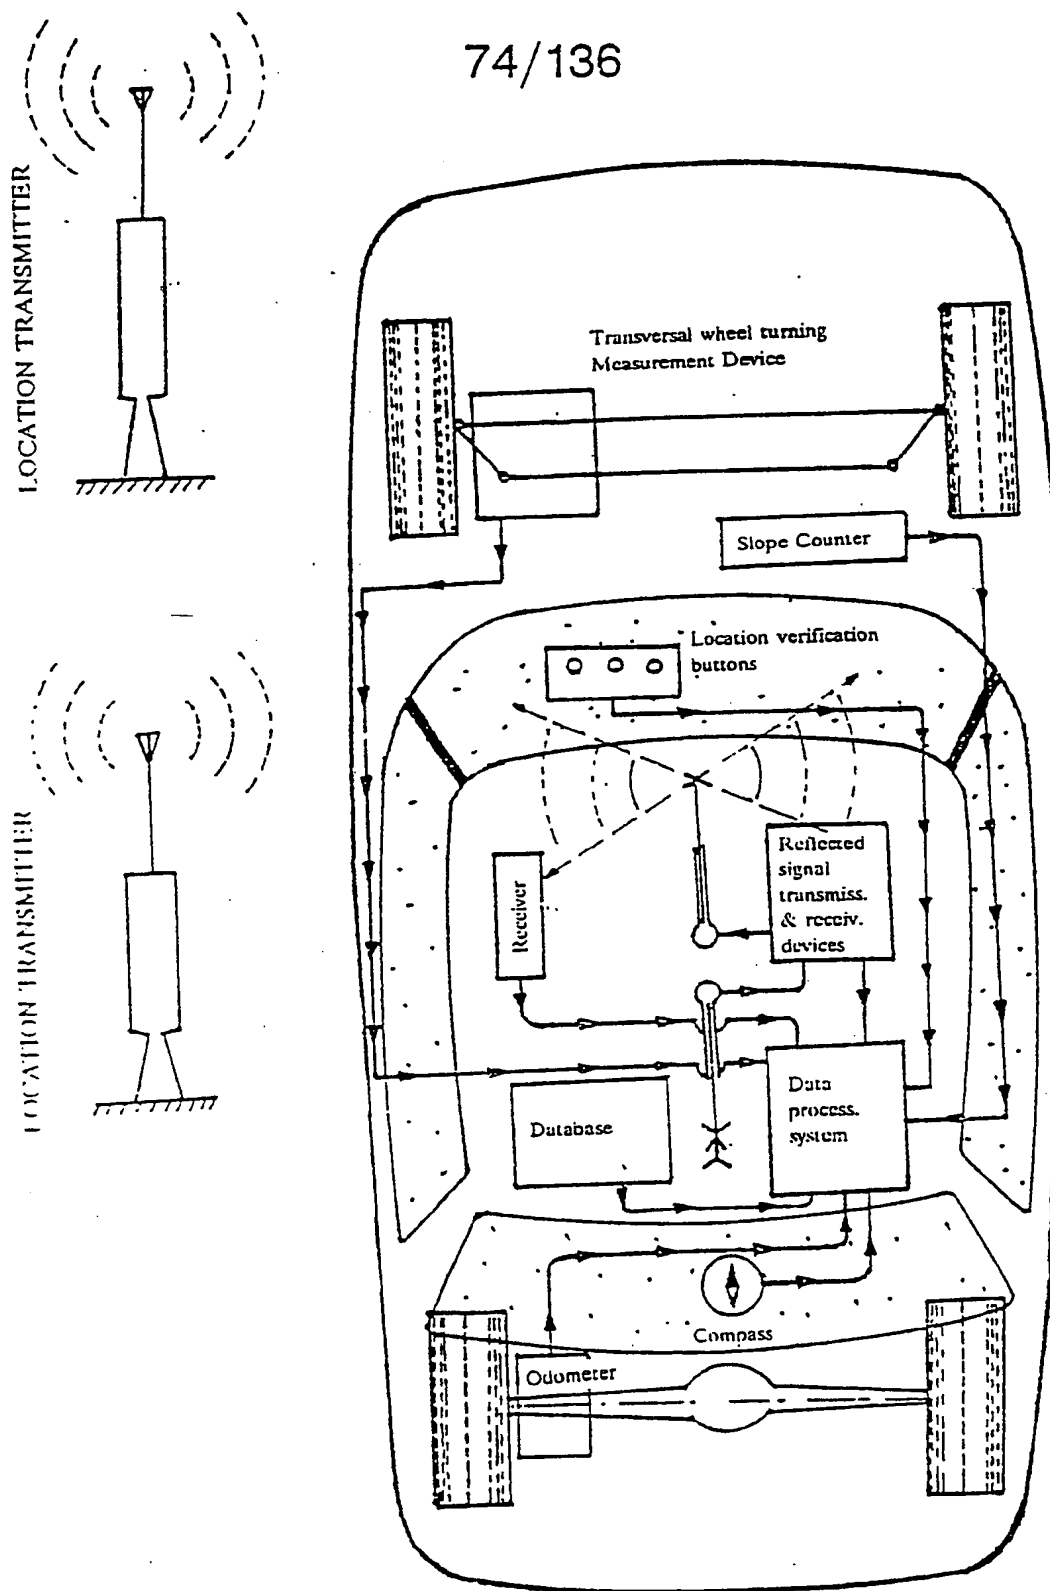 74/136
LOCATION TRANSMITTER
Transversal wheel turning
Measurement Device
Slope Counter
Location verification
buttons
LOCATION TRANSMITTER
Receiver
Reflected
signal
transmiss.
& receiv.
devices
Database
Data
process.
system
Compass
Odometer